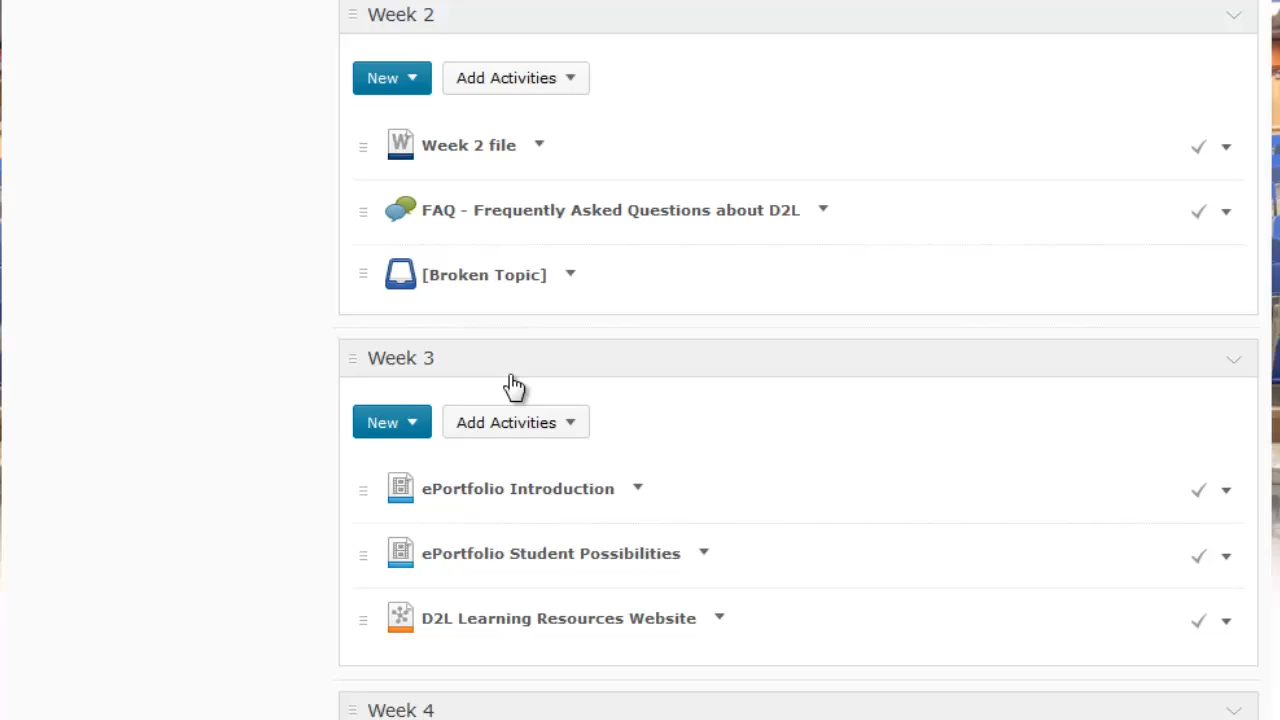 Week 2
New Add Activities
W Week 2 file
FAQ - Frequently Asked Questions about D2L
[Broken Topic]
Week 3
New Add Activities
ePortfolio Introduction
ePortfolio Student Possibilities
D2L Learning Resources Website
Week 4